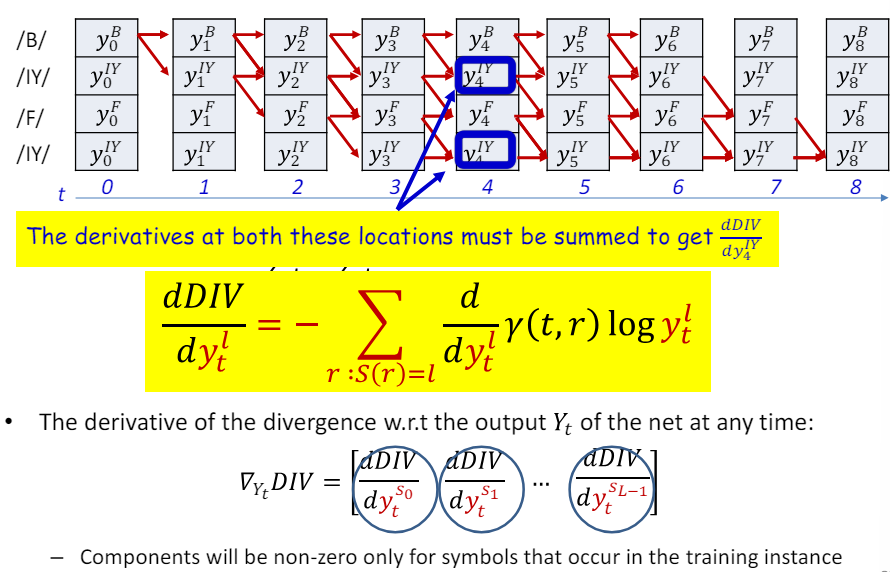 /B/ y_0^B y_1^B y_2^B y_3^B y_4^B y_5^B y_6^B y_7^B y_8^B
/IY/ y_0^{IY} y_1^{IY} y_2^{IY} y_3^{IY} y_4^{IY} y_5^{IY} y_6^{IY} y_7^{IY} y_8^{IY}
/F/ y_0^F y_1^F y_2^F y_3^F y_4^F y_5^F y_6^F y_7^F y_8^F
/IY/ y_0^{IY} y_1^{IY} y_2^{IY} y_3^{IY} y_4^{IY} y_5^{IY} y_6^{IY} y_7^{IY} y_8^{IY}
t 0 1 2 3 4 5 6 7 8
The derivatives at both these locations must be summed to get \frac{dDIV}{dy_4^{IY}}
\frac{dDIV}{dy_t^l} = - \sum_{r:S(r)=l} \frac{d}{dy_t^l} γ(t,r) log y_t^l
• The derivative of the divergence w.r.t the output Y_t of the net at any time:
∇_{Y_t} DIV = [\frac{dDIV}{dy_t^{S_0}} \frac{dDIV}{dy_t^{S_1}} ⋯ \frac{dDIV}{dy_t^{S_{L-1}}}]
– Components will be non-zero only for symbols that occur in the training instance